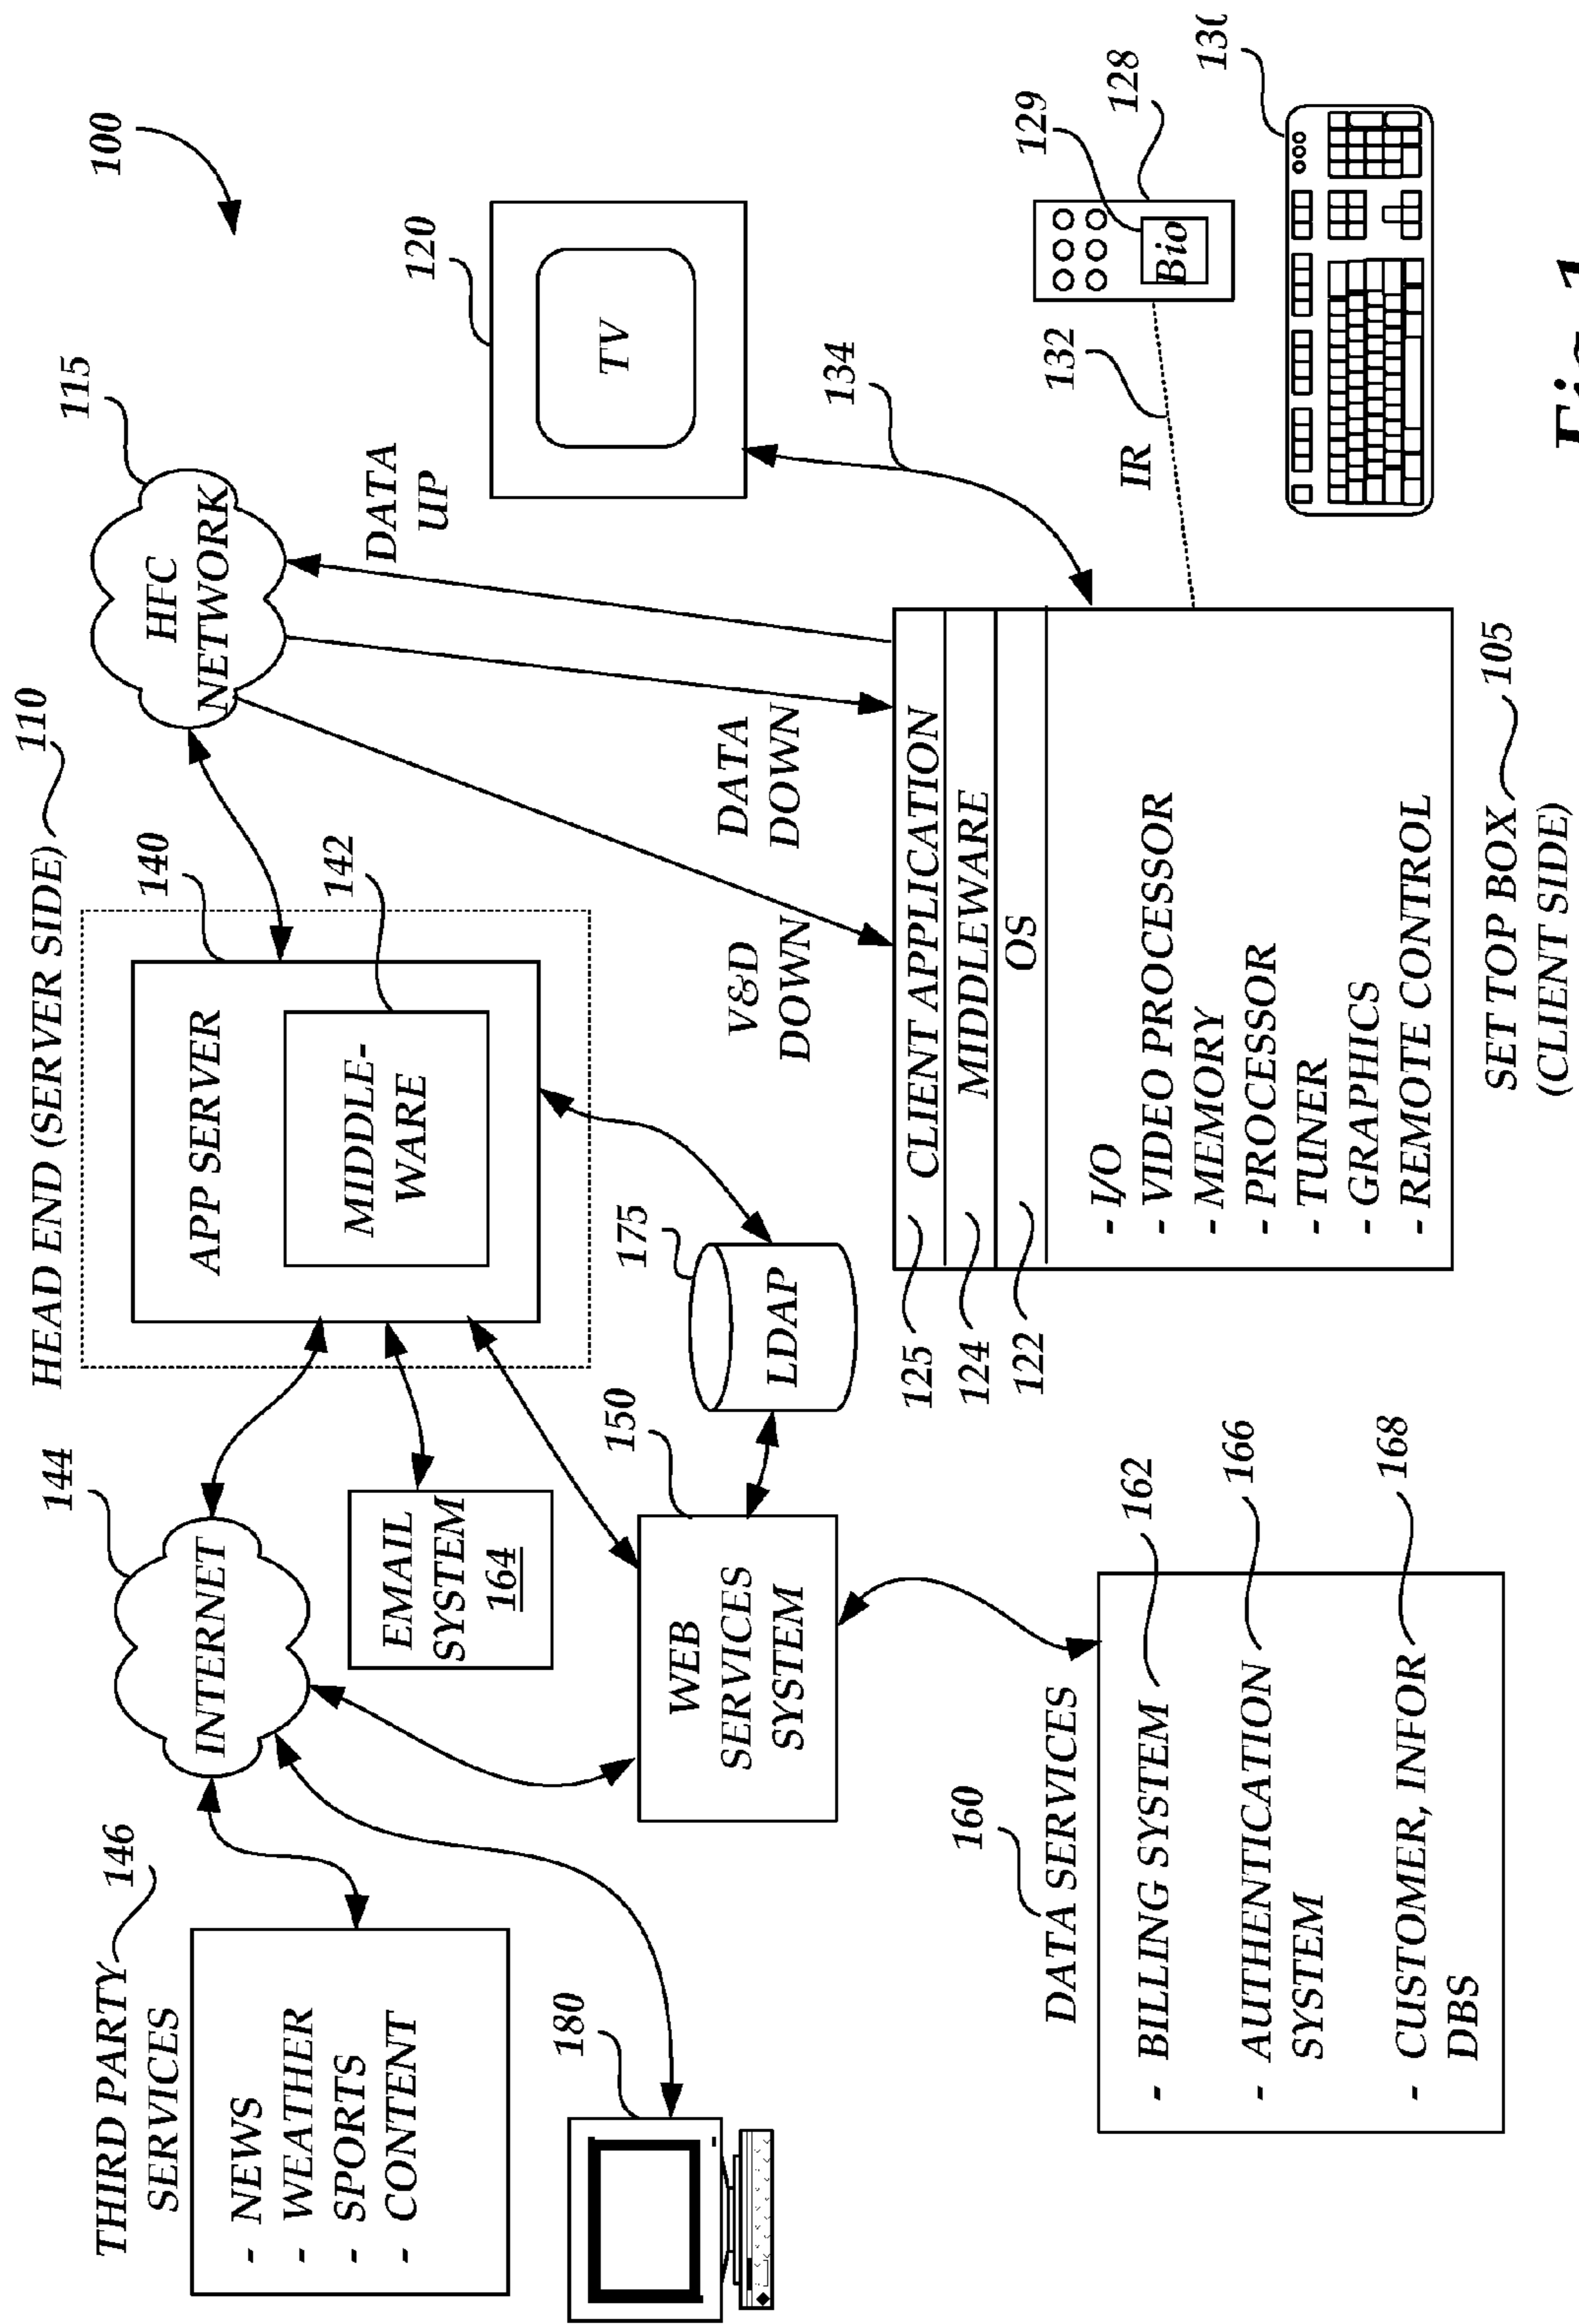 100
HEAD END (SERVER SIDE)
110
THIRD PARTY
SERVICES
146
144
INTERNET
140
APP SERVER
142
MIDDLE-
WARE
115
HFC
NETWORK
- NEWS
- WEATHER
- SPORTS
- CONTENT
EMAIL
SYSTEM
164
DATA
UP
120
TV
180
150
WEB
SERVICES
SYSTEM
175
LDAP
V&D
DOWN
DATA
DOWN
134
160
DATA SERVICES
- BILLING SYSTEM
162
- AUTHENTICATION
SYSTEM
166
- CUSTOMER, INFOR
DBS
168
125
CLIENT APPLICATION
124
MIDDLEWARE
122
OS
- I/O
- VIDEO PROCESSOR
- MEMORY
- PROCESSOR
- TUNER
- GRAPHICS
- REMOTE CONTROL
SET TOP BOX
(CLIENT SIDE)
105
IR
132
129
128
Bio
130
Fig. 1